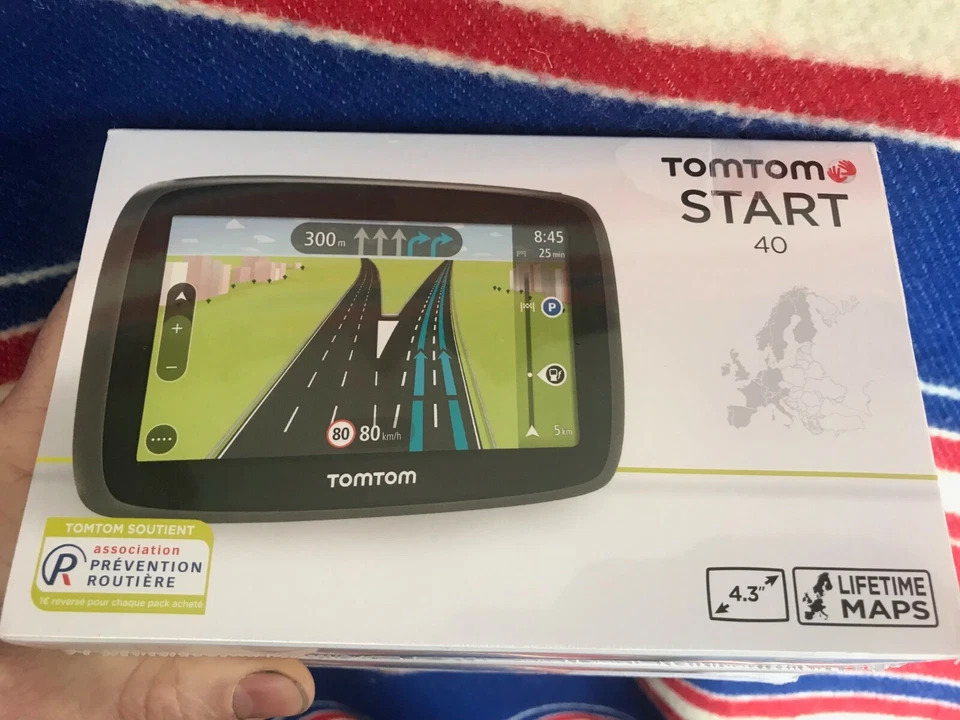 TOMTOM
START
40
300 m
8:45
25 min
P
80 80 km/h
5 km
TOMTOM
TOMTOM SOUTIENT
association
PRÉVENTION
ROUTIÈRE
1€ reversé pour chaque pack acheté
4.3"
LIFETIME
MAPS